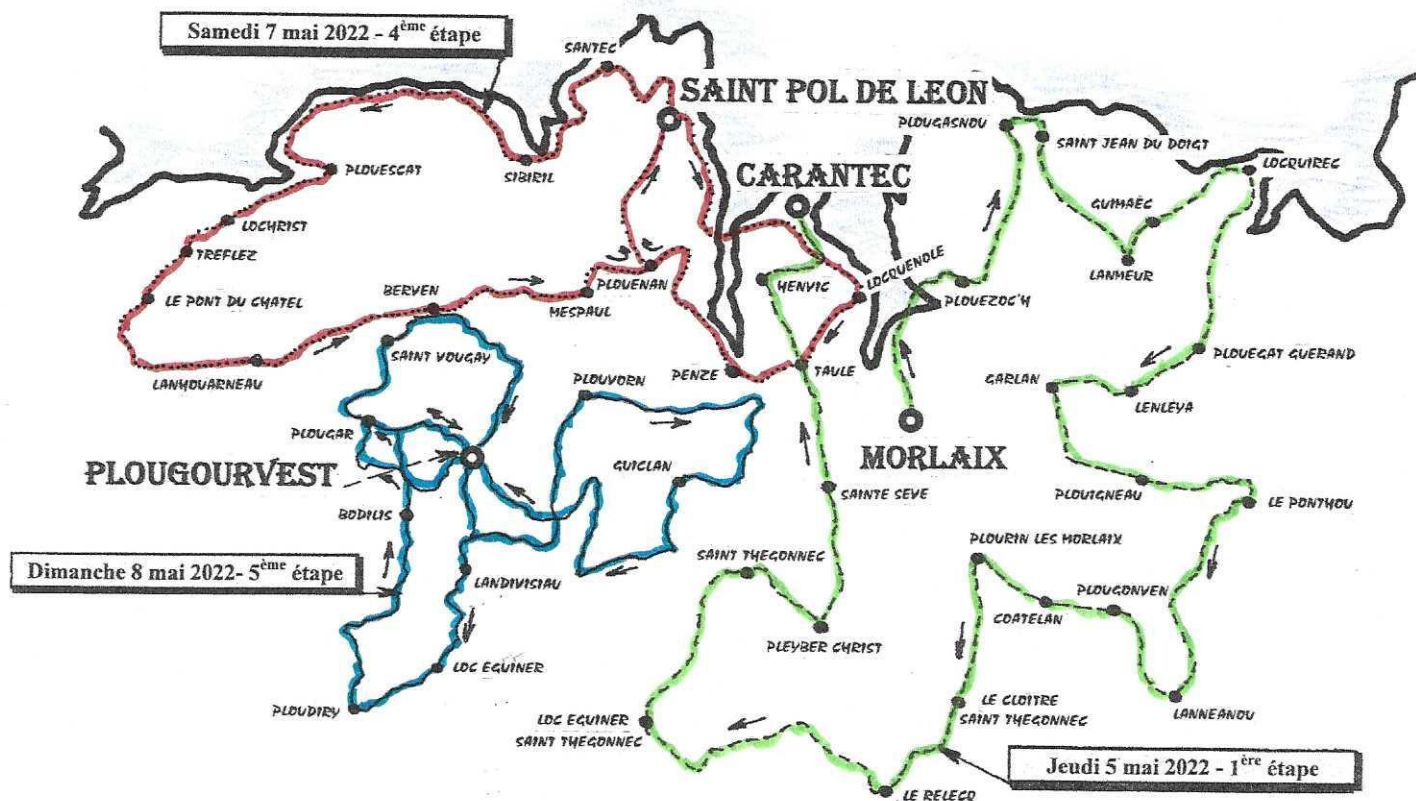 Samedi 7 mai 2022 - 4ème étape
SANTEC
SAINT POL DE LEON
PLOUGASNOU
SAINT JEAN DU DOIGT
LOCQUIREC
PLOUESCAT
SIBIRIL
CARANTEC
GUIMAËC
LOCHRIST
TREFLEZ
LANMEUR
LE PONT DU CHATEL
BERVEN
MESPAUL
PLOUENAN
HENVIC
LOCQUENOLE
PLOUEZOC'H
SAINT VOUGAY
LANHOUARNEAU
PLOUVORN
PENZE
TAULE
GARLAN
PLOUEGAT GUERAND
LENLEYA
PLOUGAR
PLOUGOURVEST
GUICLAN
MORLAIX
SAINTE SEVE
PLOUIGNEAU
LE PONTHOU
BODILIS
Dimanche 8 mai 2022- 5ème étape
LANDIVISIAU
SAINT THEGONNEC
PLOURIN LES MORLAIX
PLOUGONVEN
COATELAN
PLEYBER CHRIST
LOC EGUINER
PLOUDIRY
LOC EGUINER
SAINT THEGONNEC
LE CLOÎTRE
SAINT THEGONNEC
LANNEANOU
Jeudi 5 mai 2022 - 1ère étape
LE RELECQ